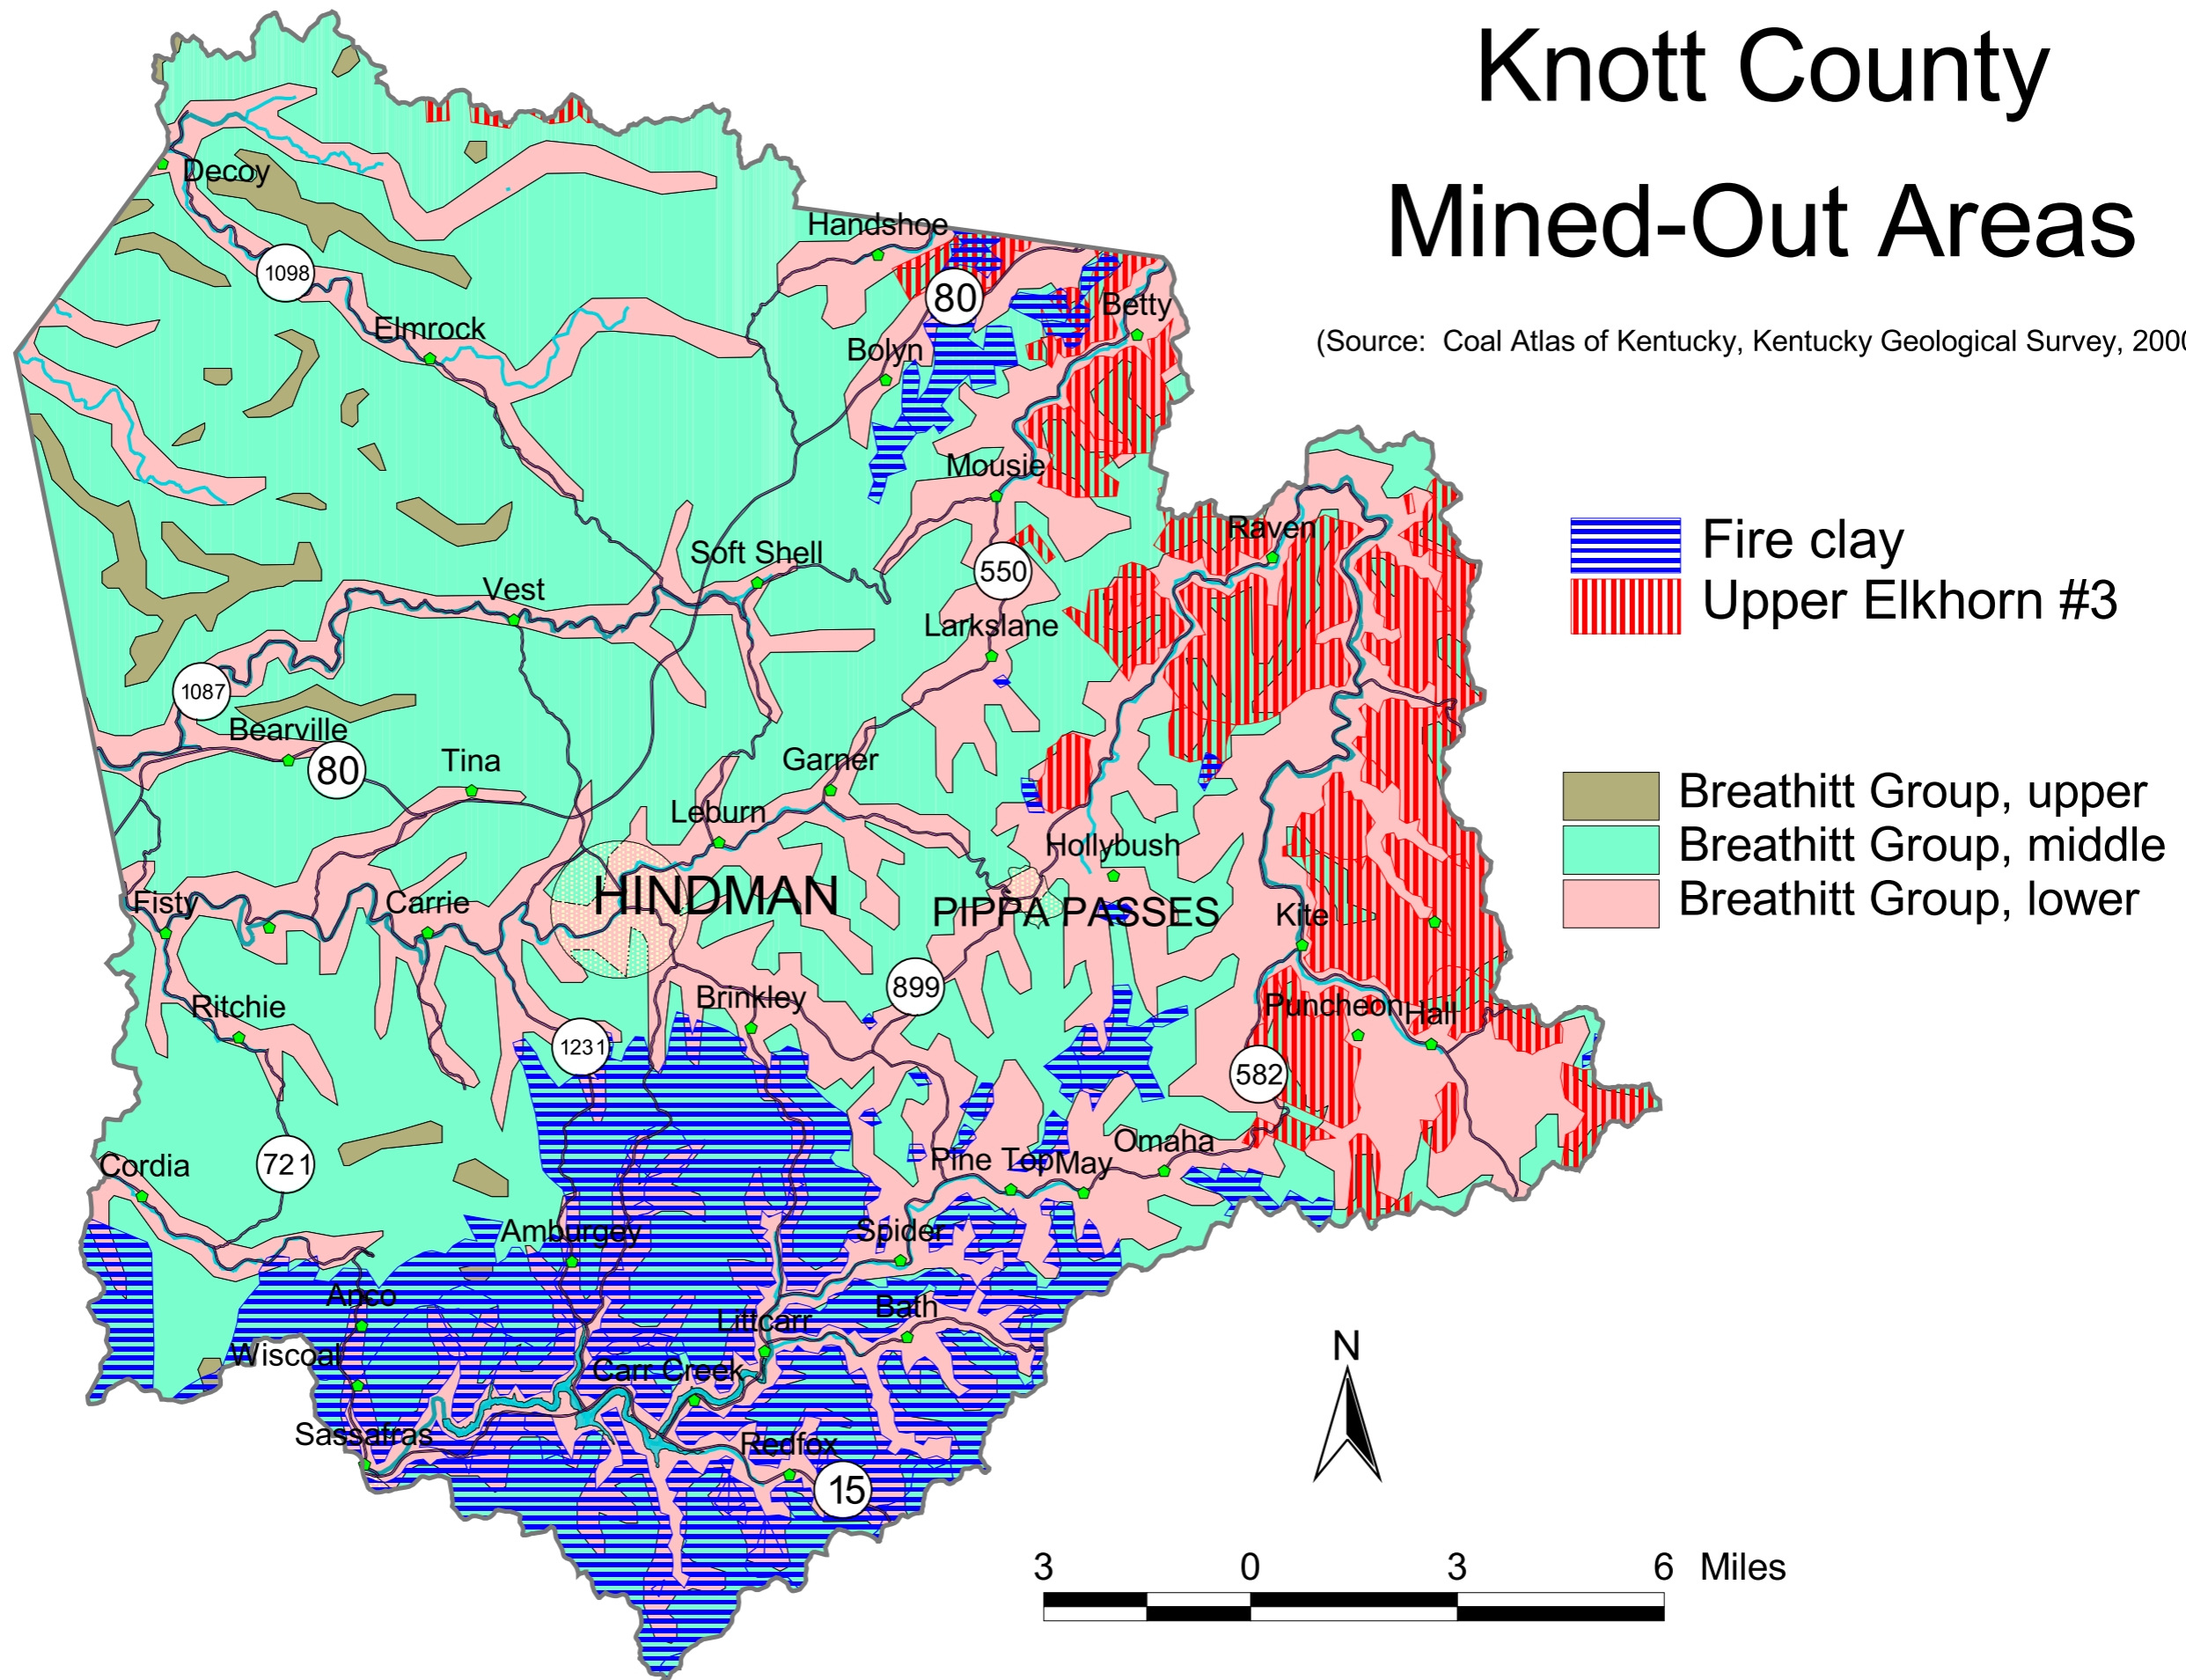 Knott County
Mined-Out Areas
(Source: Coal Atlas of Kentucky, Kentucky Geological Survey, 200
Decoy
Handshoe
1098
80
Betty
Elmrock
Bolyn
Mousie
Raven
Fire clay
Soft Shell
550
Vest
Upper Elkhorn #3
Larkslane
1087
Bearville
80
Tina
Garner
Breathitt Group, upper
Leburn
Hollybush
Breathitt Group, middle
Fisty
Carrie
HINDMAN
PIPPA PASSES
Kite
Breathitt Group, lower
899
Ritchie
Brinkley
Puncheon
Hall
1231
582
Cordia
721
Pine Top
May
Omaha
Amburgey
Spider
Anco
Littcarr
Bath
Wiscoal
Carr Creek
N
Sassafras
Redfox
15
3 0 3 6 Miles